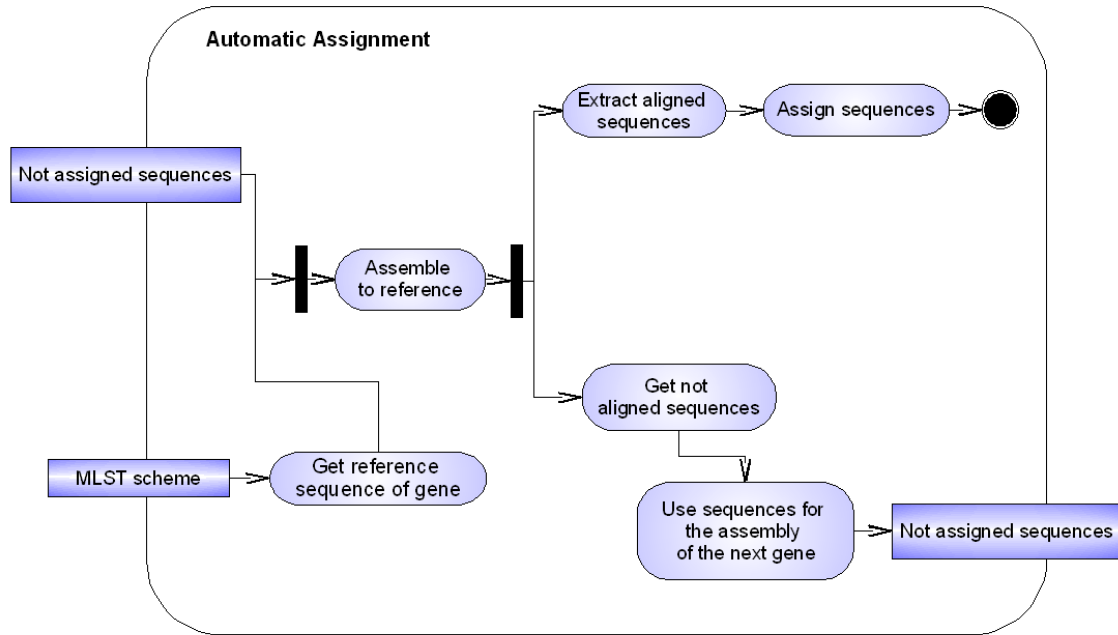 Automatic Assignment
Extract aligned
sequences
Assign sequences
Not assigned sequences
Assemble
to reference
Get not
aligned sequences
MLST scheme
Get reference
sequence of gene
Use sequences for
the assembly
of the next gene
Not assigned sequences